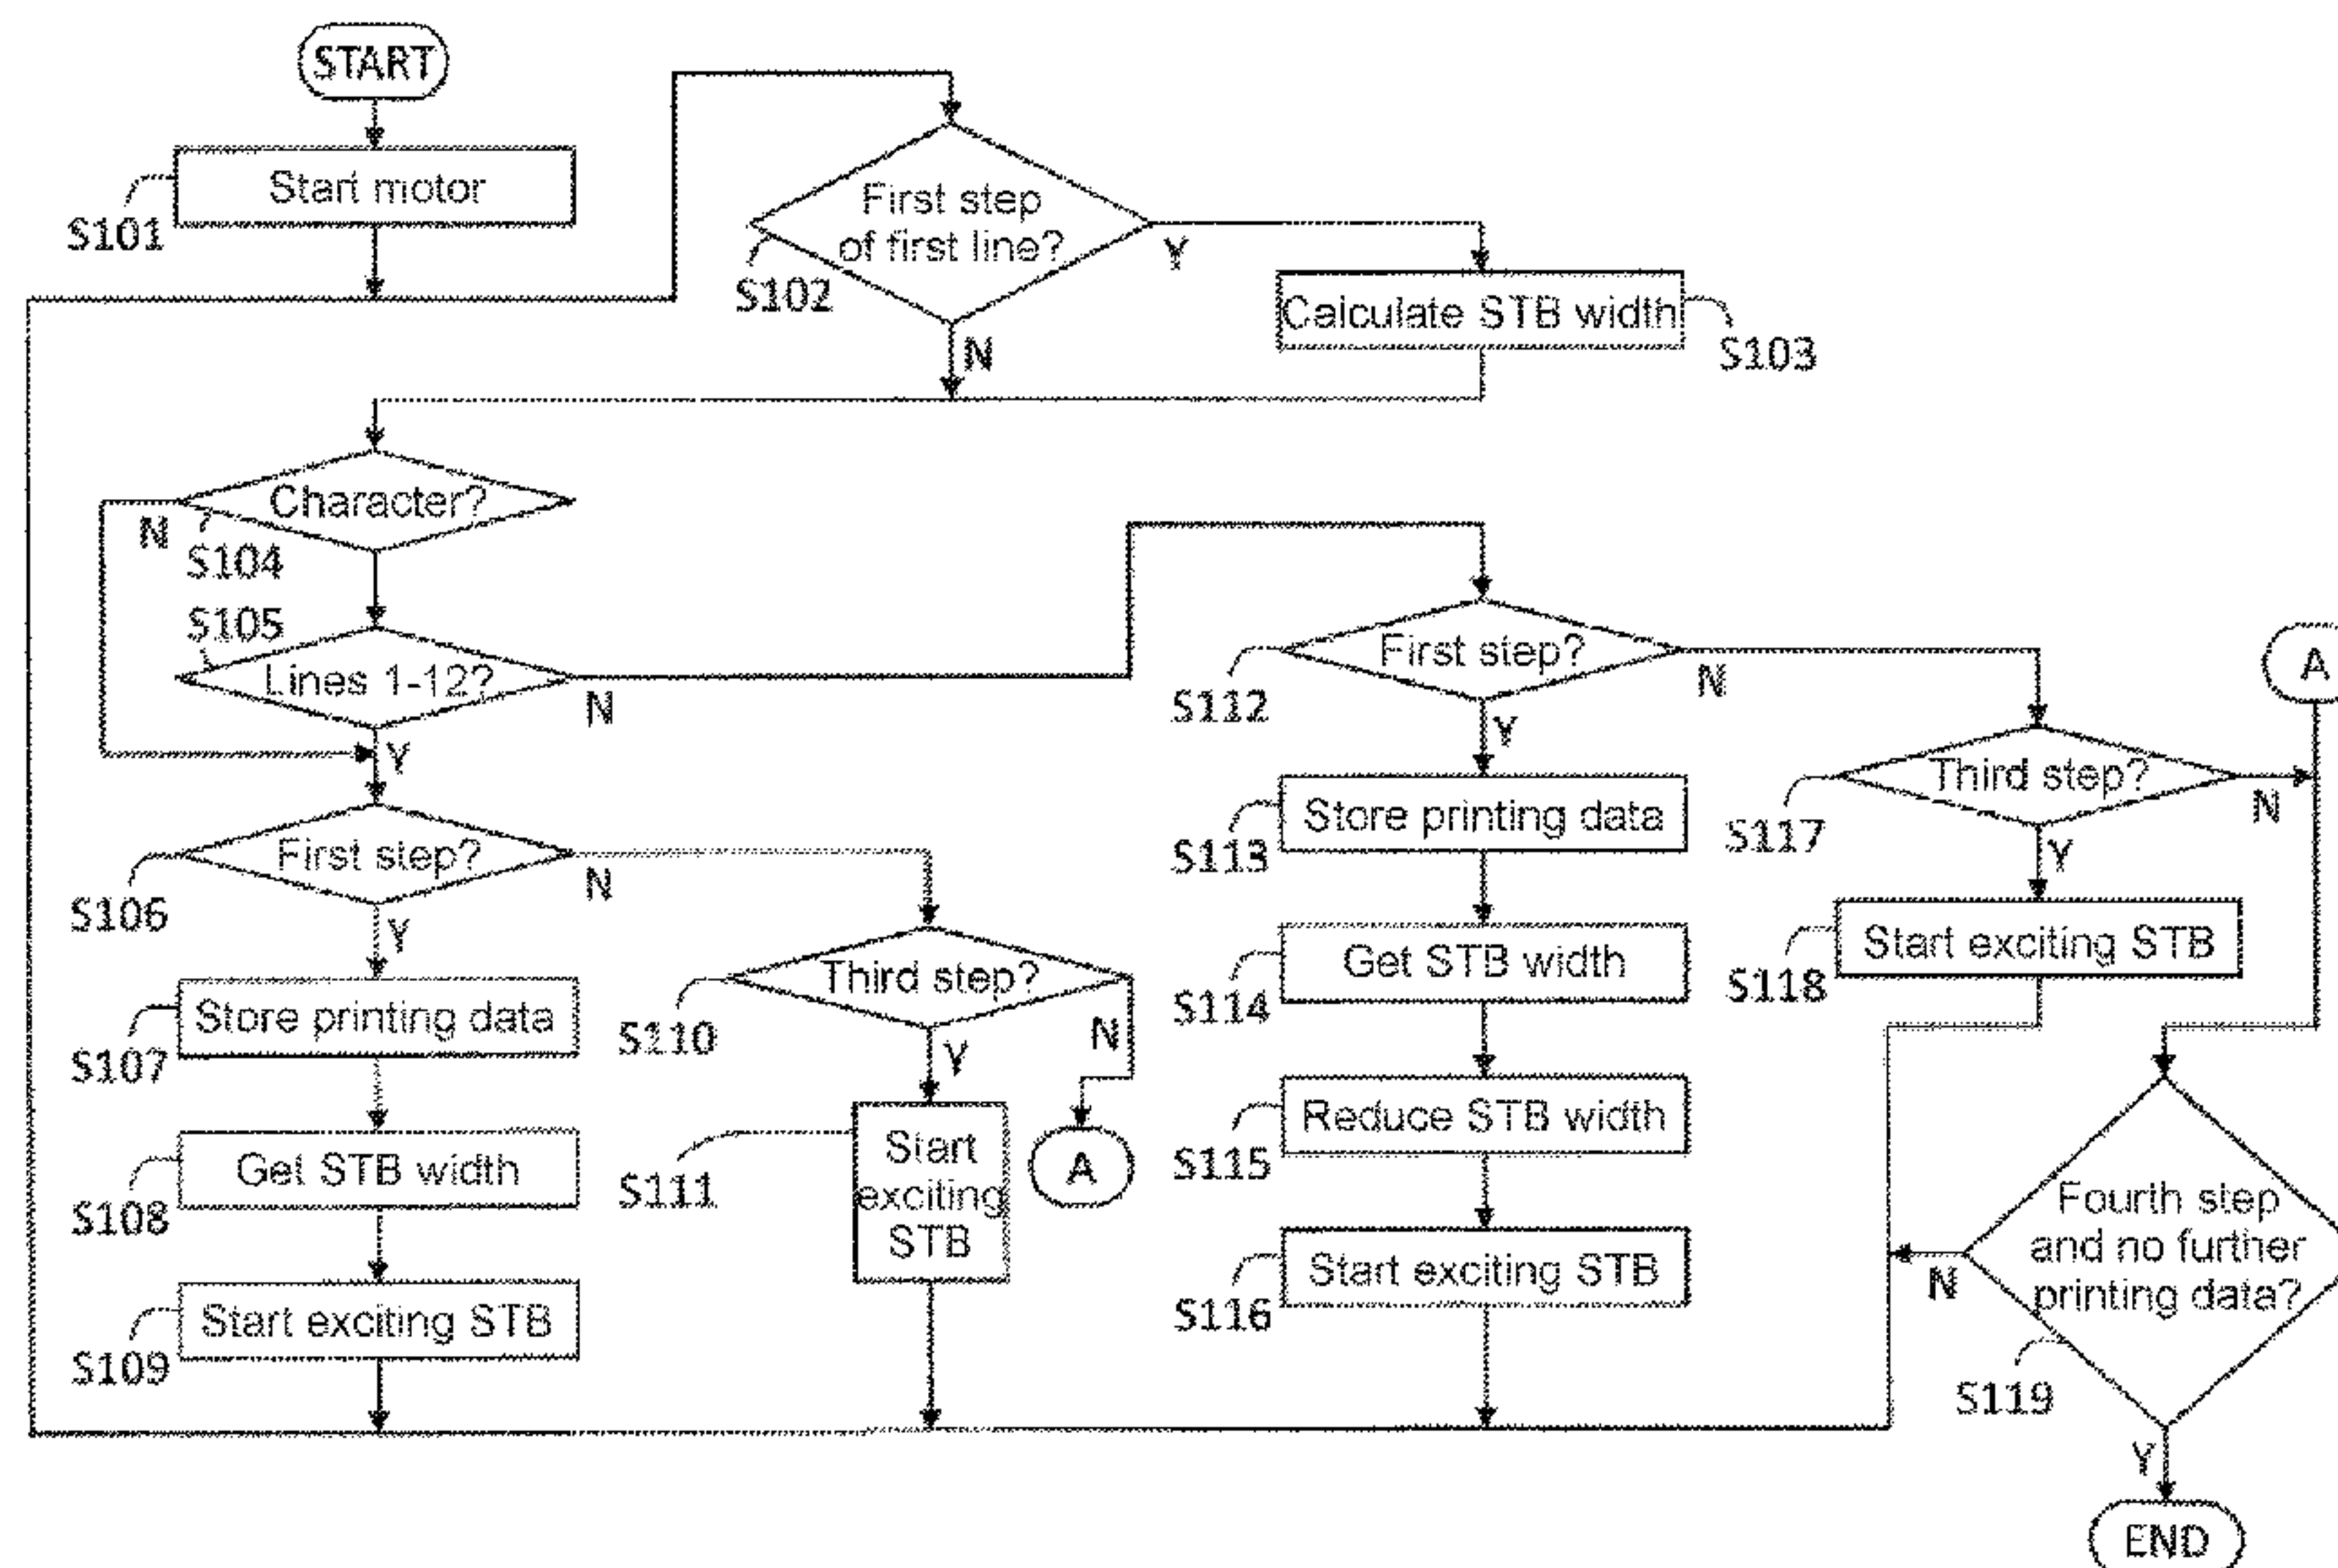 START
Start motor
S101
First step
of first line?
S102
Y
N
Calculate STB width
S103
Character?
N
S104
S105
Lines 1-12?
N
Y
First step?
S106
N
Y
Store printing data
S107
Get STB width
S108
Start exciting STB
S109
Third step?
S110
N
Y
Start
exciting
STB
S111
A
First step?
S112
N
Y
Store printing data
S113
Get STB width
S114
Reduce STB width
S115
Start exciting STB
S116
Third step?
S117
N
Y
Start exciting STB
S118
A
Fourth step
and no further
printing data?
N
S119
Y
END